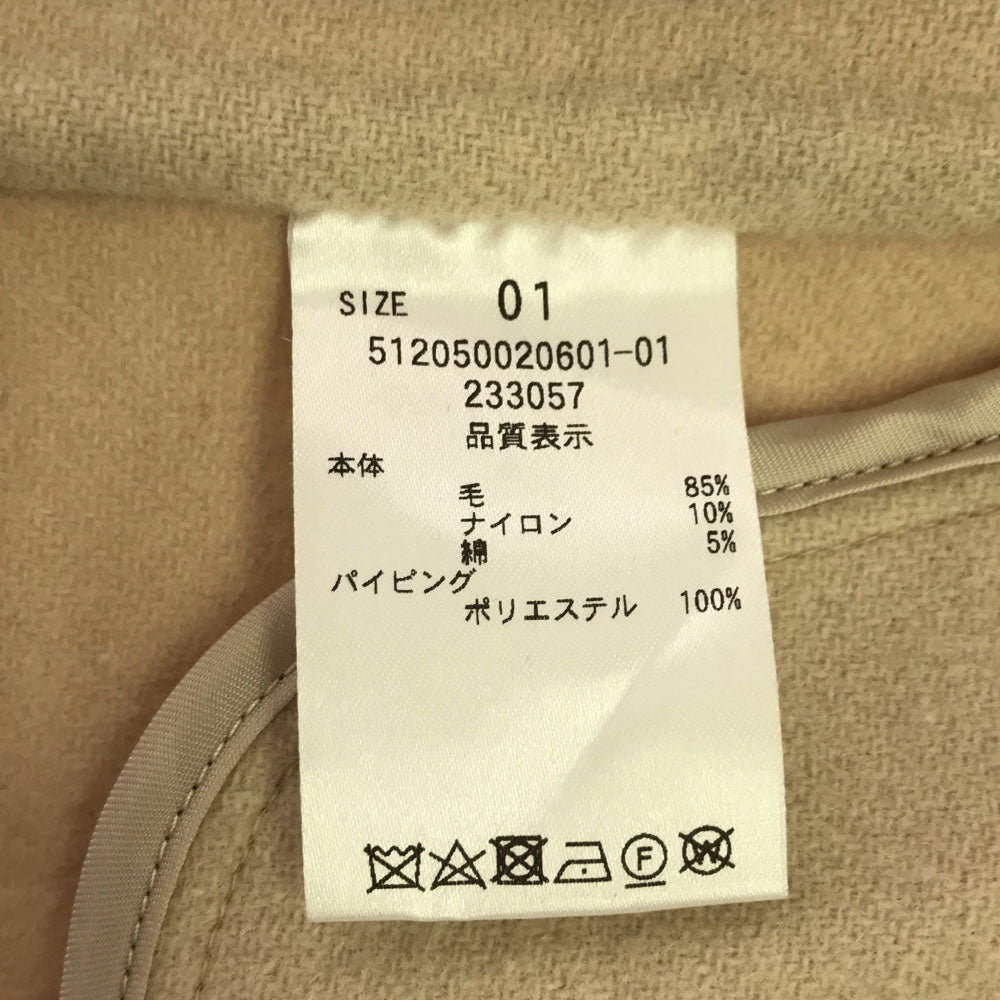 SIZE 01
512050020601-01
233057
品質表示
本体
毛 85%
ナイロン 10%
綿 5%
パイピング
ポリエステル 100%
F
W